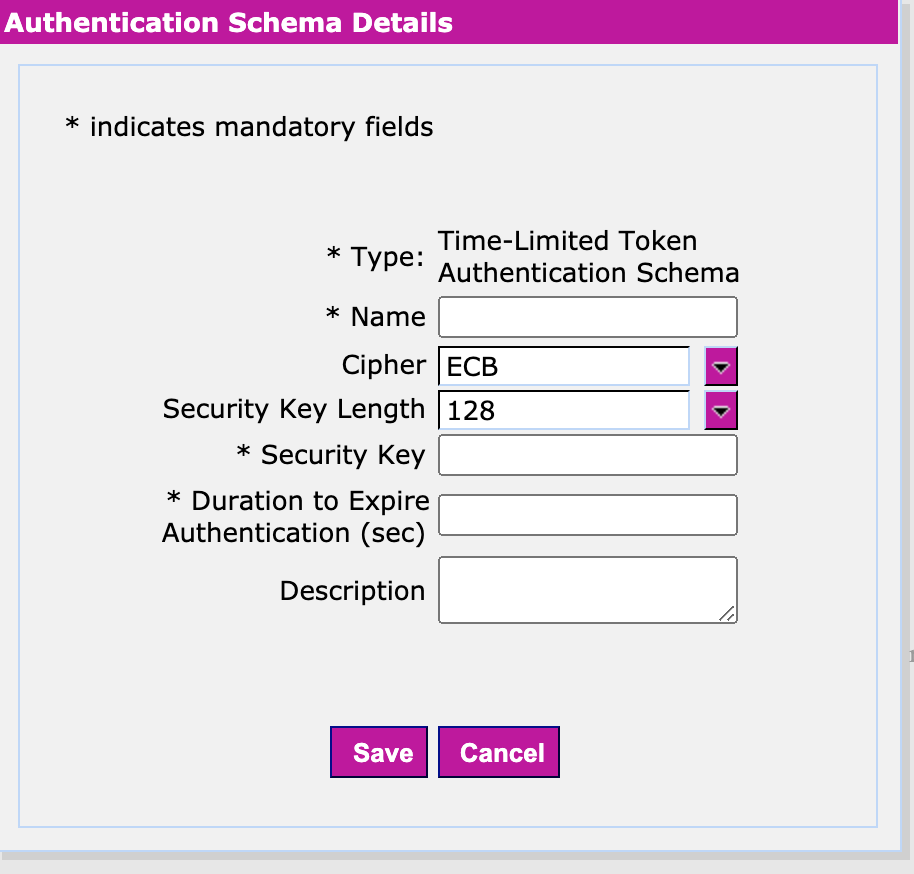 Authentication Schema Details
* indicates mandatory fields
* Type: Time-Limited Token
Authentication Schema
* Name
Cipher ECB
Security Key Length 128
* Security Key
* Duration to Expire
Authentication (sec)
Description
Save Cancel